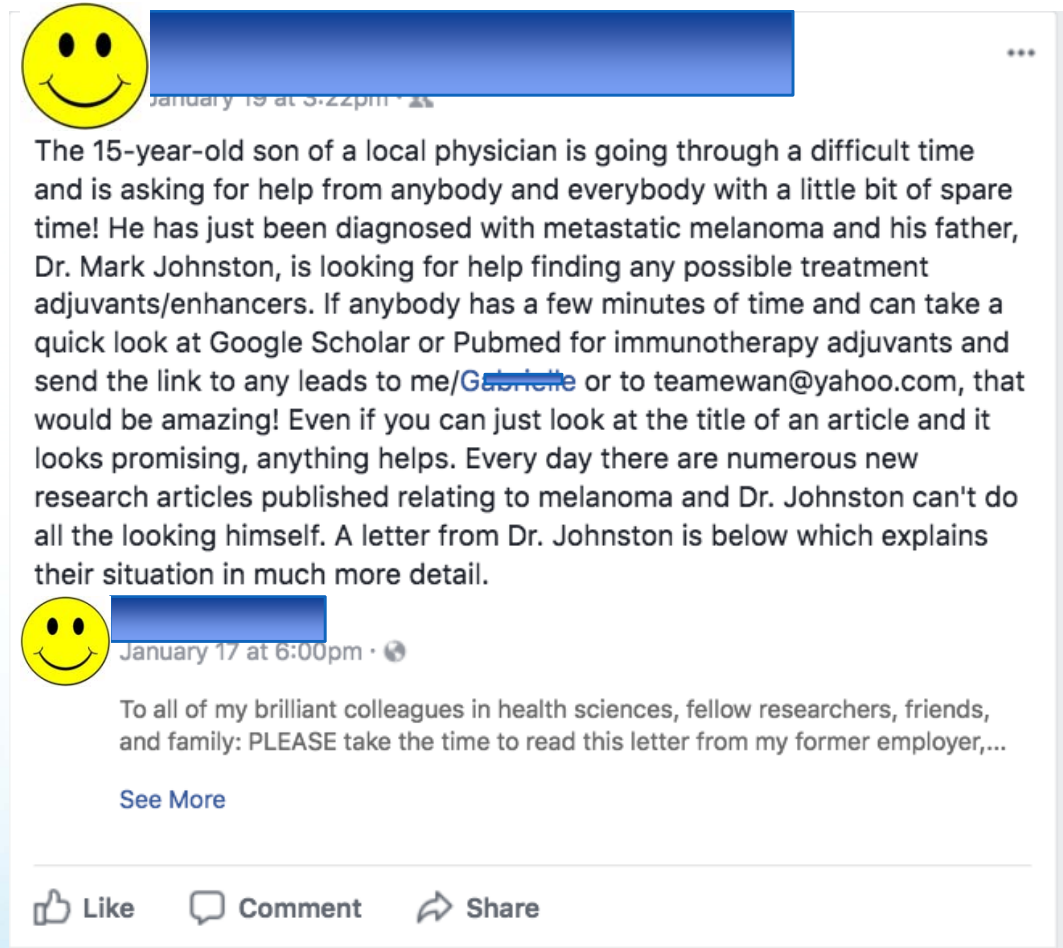 January 19 at 3:22pm ·
The 15-year-old son of a local physician is going through a difficult time
and is asking for help from anybody and everybody with a little bit of spare
time! He has just been diagnosed with metastatic melanoma and his father,
Dr. Mark Johnston, is looking for help finding any possible treatment
adjuvants/enhancers. If anybody has a few minutes of time and can take a
quick look at Google Scholar or Pubmed for immunotherapy adjuvants and
send the link to any leads to me/ or to teamewan@yahoo.com, that
would be amazing! Even if you can just look at the title of an article and it
looks promising, anything helps. Every day there are numerous new
research articles published relating to melanoma and Dr. Johnston can't do
all the looking himself. A letter from Dr. Johnston is below which explains
their situation in much more detail.
January 17 at 6:00pm ·
To all of my brilliant colleagues in health sciences, fellow researchers, friends,
and family: PLEASE take the time to read this letter from my former employer,...
See More
Like Comment Share